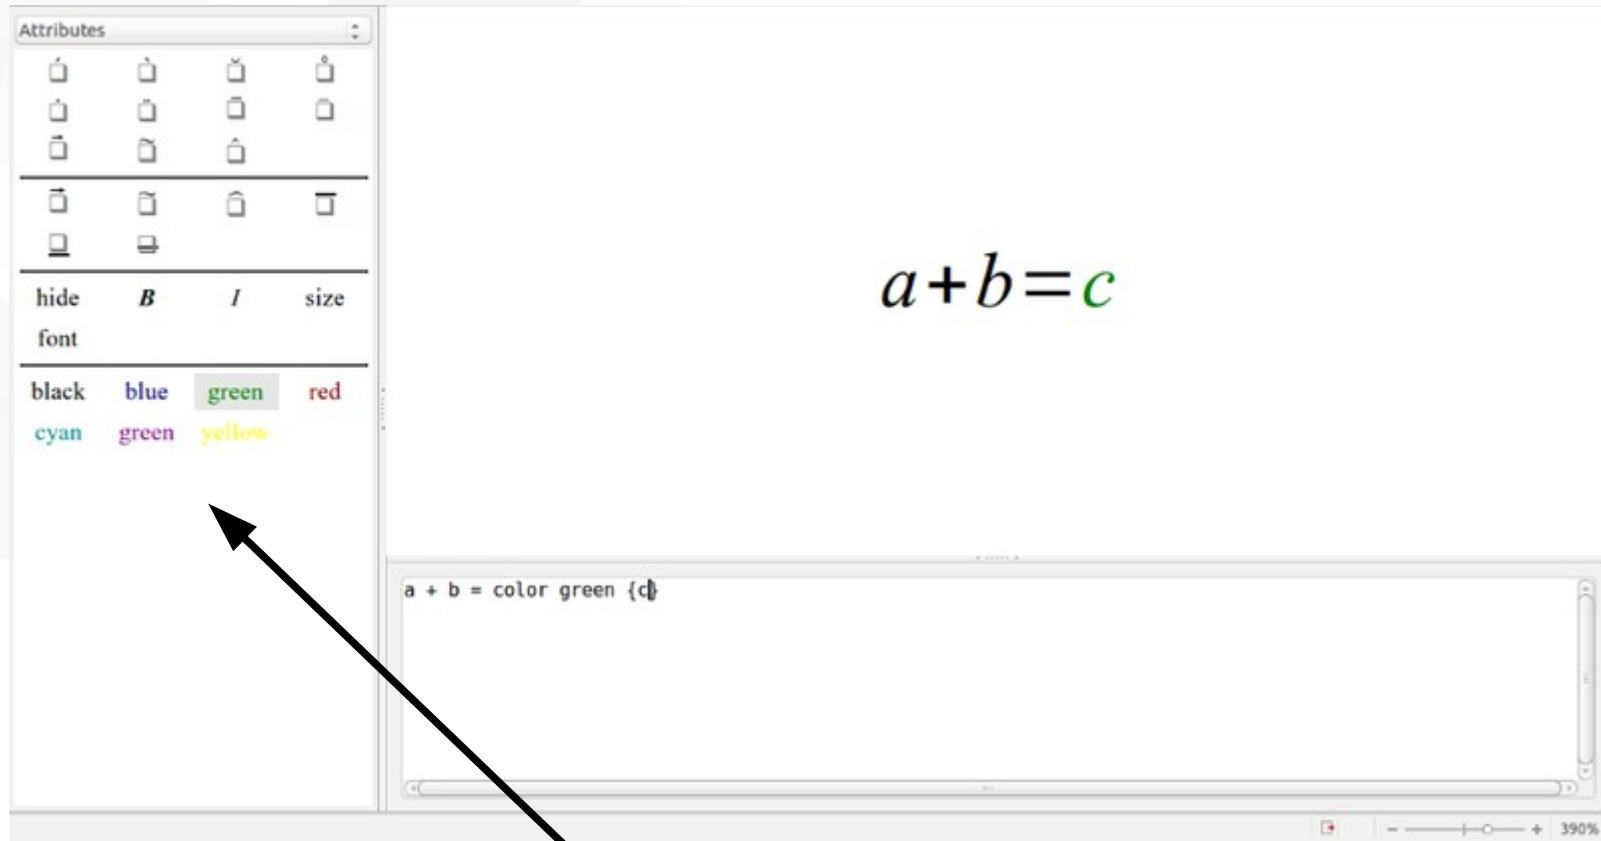 Attributes
hide B I size
font
black blue green red
cyan green yellow
a+b=c
a + b = color green {c}
390%